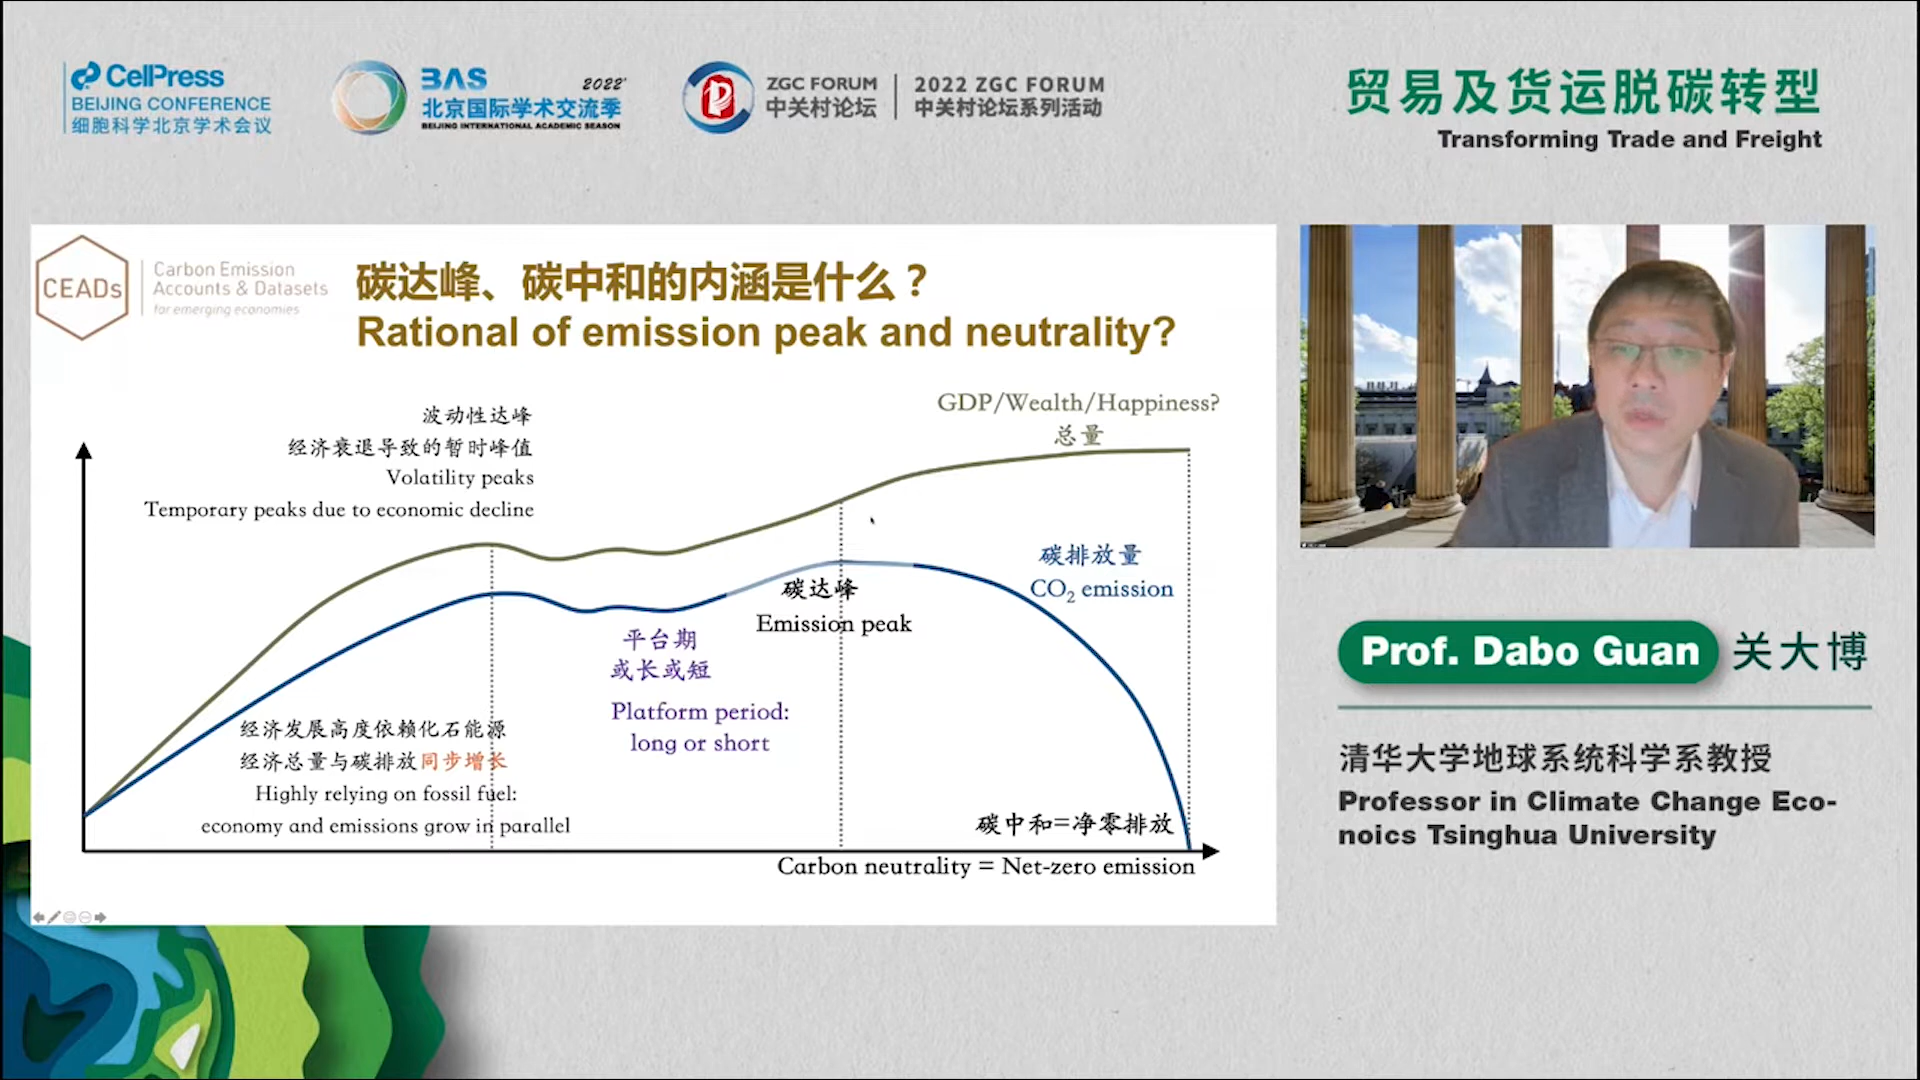 CellPress
BEIJING CONFERENCE
细胞科学北京学术会议
BAS 2022
北京国际学术交流季
BEIJING INTERNATIONAL ACADEMIC SEASON
ZGC FORUM
中关村论坛
2022 ZGC FORUM
中关村论坛系列活动
贸易及货运脱碳转型
Transforming Trade and Freight
CEADs
Carbon Emission
Accounts & Datasets
for emerging economies
碳达峰、碳中和的内涵是什么？
Rational of emission peak and neutrality?
波动性达峰
经济衰退导致的暂时峰值
Volatility peaks
Temporary peaks due to economic decline
GDP/Wealth/Happiness?
总量
碳排放量
CO₂ emission
碳达峰
Emission peak
平台期
或长或短
Platform period:
long or short
经济发展高度依赖化石能源
经济总量与碳排放同步增长
Highly relying on fossil fuel:
economy and emissions grow in parallel
碳中和=净零排放
Carbon neutrality = Net-zero emission
Prof. Dabo Guan 关大博
清华大学地球系统科学系教授
Professor in Climate Change Eco-
noics Tsinghua University